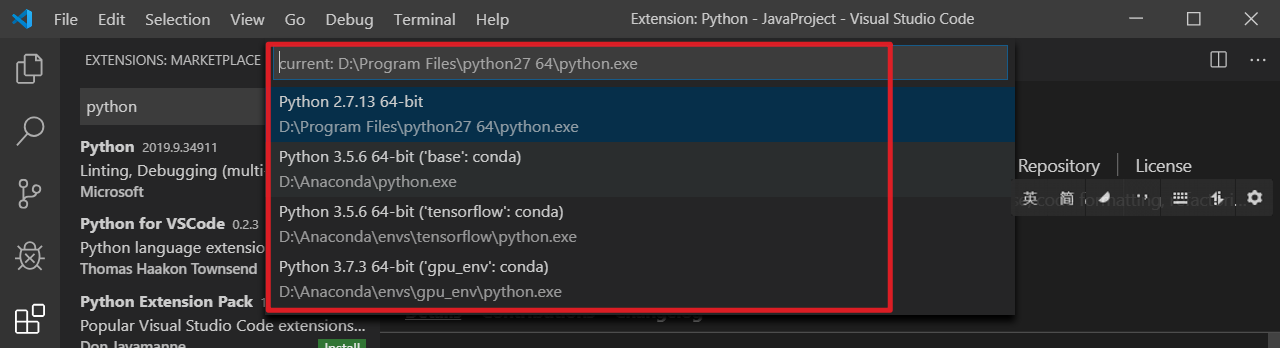 File Edit Selection View Go Debug Terminal Help
Extension: Python - JavaProject - Visual Studio Code
EXTENSIONS: MARKETPLACE
python
Python 2019.9.34911
Linting, Debugging (multi-
Microsoft
Python for VSCode 0.2.3
Python language extension
Thomas Haakon Townsend
Python Extension Pack 1
Popular Visual Studio Code extensions...
Don Jayamanne
Install
current: D:\Program Files\python27 64\python.exe
Python 2.7.13 64-bit
D:\Program Files\python27 64\python.exe
Python 3.5.6 64-bit ('base': conda)
D:\Anaconda\python.exe
Python 3.5.6 64-bit ('tensorflow': conda)
D:\Anaconda\envs\tensorflow\python.exe
Python 3.7.3 64-bit ('gpu_env': conda)
D:\Anaconda\envs\gpu_env\python.exe
Repository License
英 简